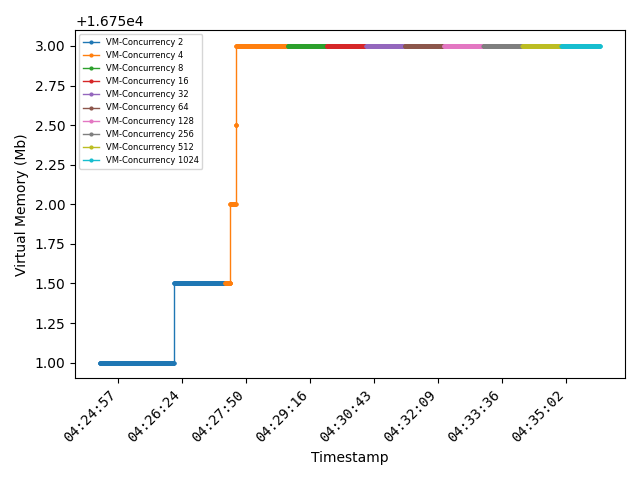 +1.675e4
VM-Concurrency 2
VM-Concurrency 4
VM-Concurrency 8
VM-Concurrency 16
VM-Concurrency 32
VM-Concurrency 64
VM-Concurrency 128
VM-Concurrency 256
VM-Concurrency 512
VM-Concurrency 1024
3.00
2.75
2.50
2.25
2.00
1.75
1.50
1.25
1.00
Virtual Memory (Mb)
04:24:57
04:26:24
04:27:50
04:29:16
04:30:43
04:32:09
04:33:36
04:35:02
Timestamp